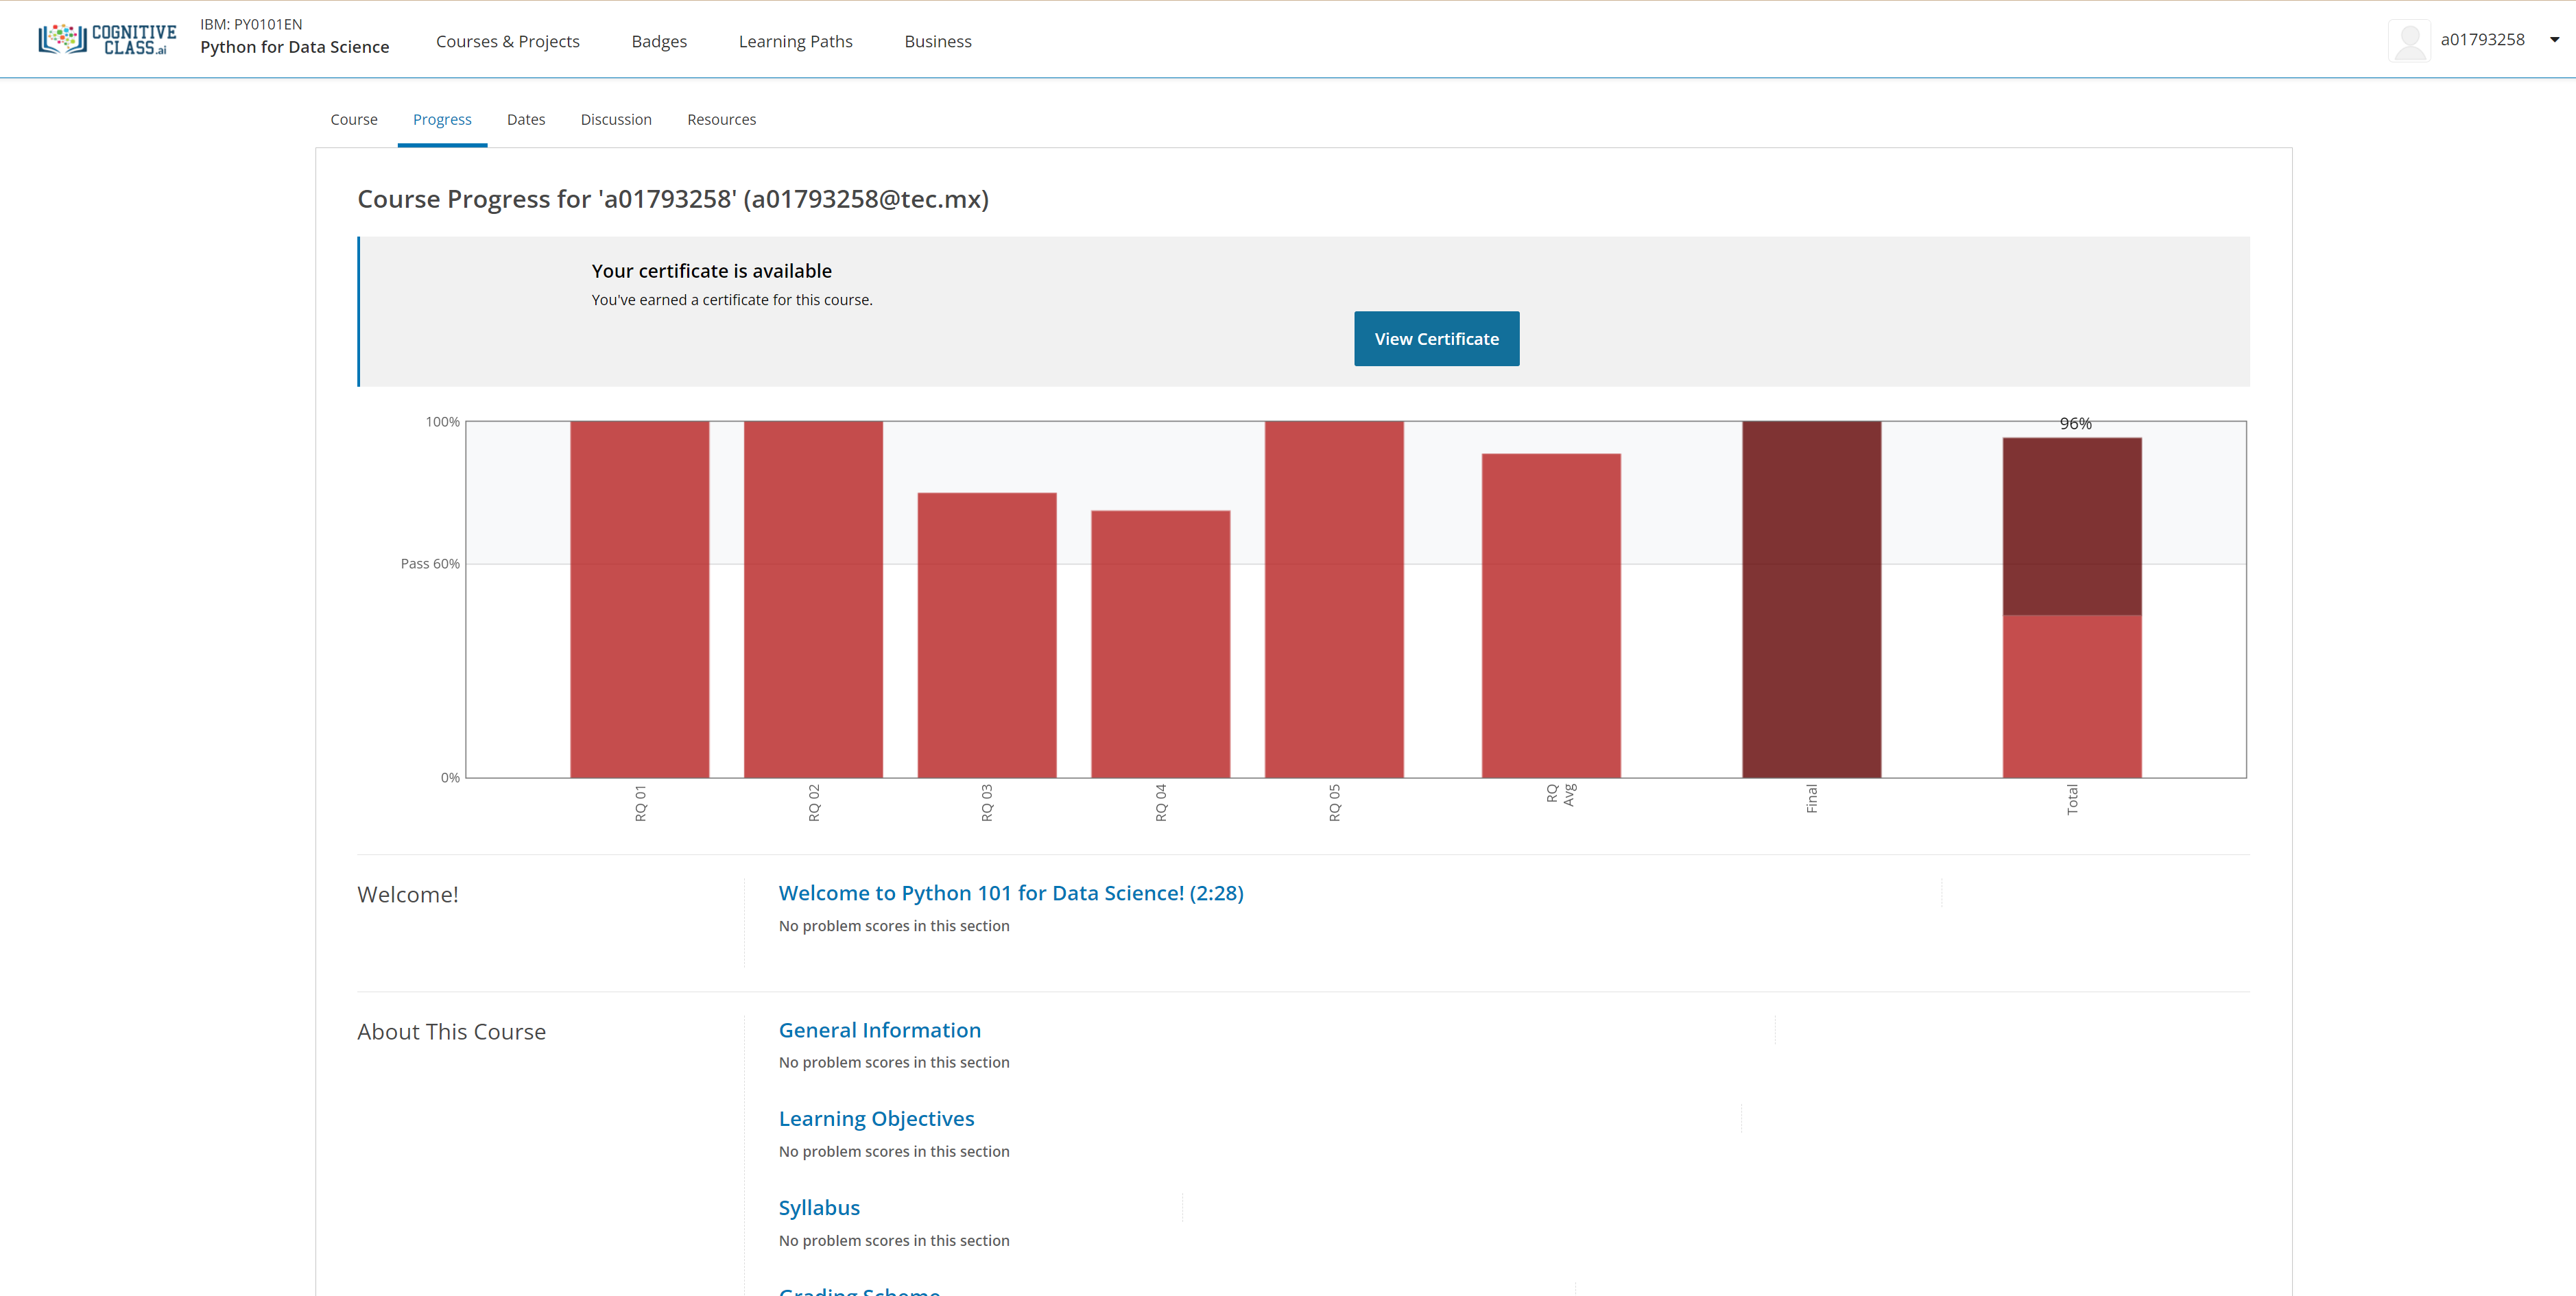 COGNITIVE
CLASS.ai
IBM: PY0101EN
Python for Data Science
Courses & Projects
Badges
Learning Paths
Business
a01793258
Course
Progress
Dates
Discussion
Resources
Course Progress for 'a01793258' (a01793258@tec.mx)
Your certificate is available
You've earned a certificate for this course.
View Certificate
100%
Pass 60%
0%
96%
RQ 01
RQ 02
RQ 03
RQ 04
RQ 05
RQ
Avg
Final
Total
Welcome!
Welcome to Python 101 for Data Science! (2:28)
No problem scores in this section
About This Course
General Information
No problem scores in this section
Learning Objectives
No problem scores in this section
Syllabus
No problem scores in this section
Grading Scheme